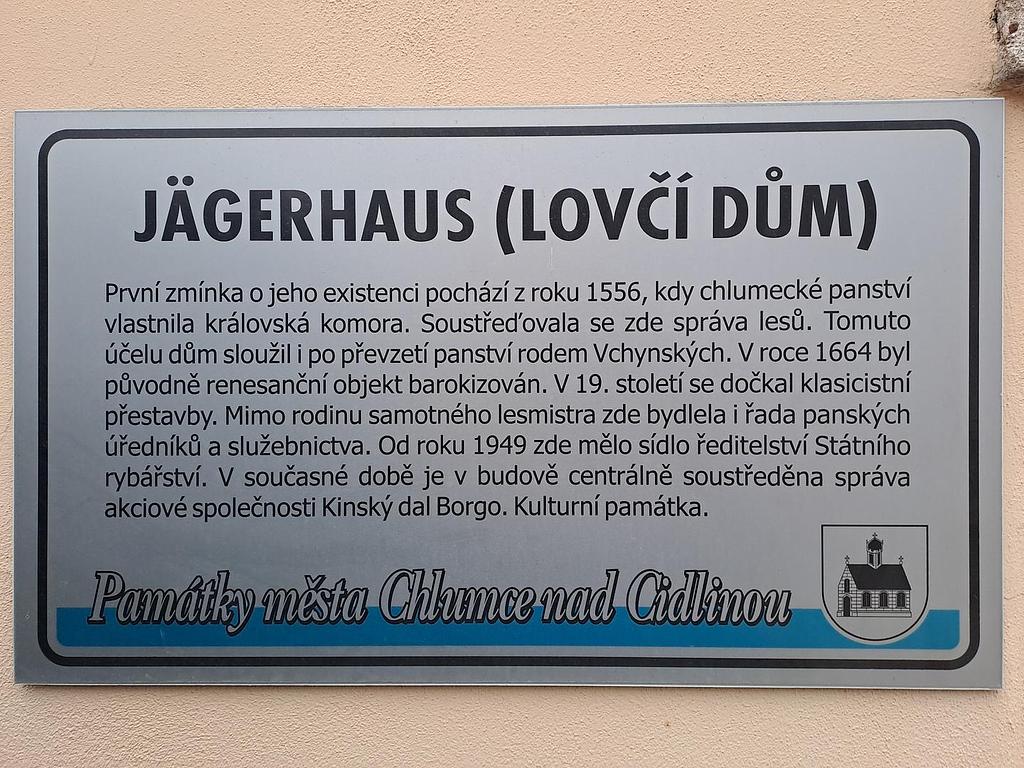 JÄGERHAUS (LOVČÍ DŮM)
První zmínka o jeho existenci pochází z roku 1556, kdy chlumecké panství
vlastnila královská komora. Soustřeďovala se zde správa lesů. Tomuto
účelu dům sloužil i po převzetí panství rodem Vchynských. V roce 1664 byl
původně renesanční objekt barokizován. V 19. století se dočkal klasicistní
přestavby. Mimo rodinu samotného lesmistra zde bydlela i řada panských
úředníků a služebnictva. Od roku 1949 zde mělo sídlo ředitelství Státního
rybářství. V současné době je v budově centrálně soustředěna správa
akciové společnosti Kinský dal Borgo. Kulturní památka.
Památky města Chlumce nad Cidlinou